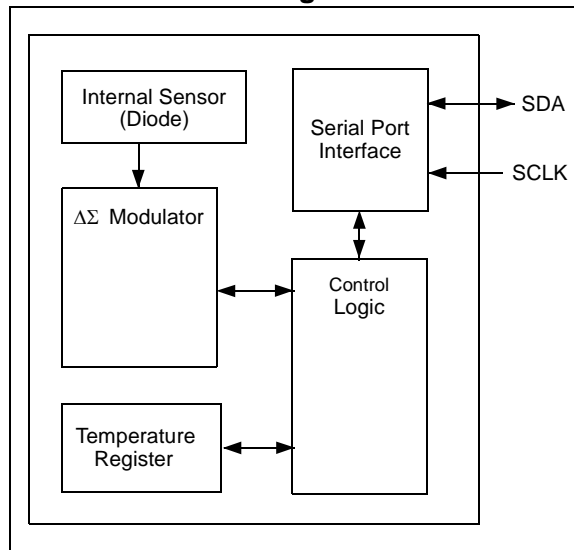 Internal Sensor
(Diode)
Serial Port
Interface
SDA
SCLK
ΔΣ Modulator
Control
Logic
Temperature
Register